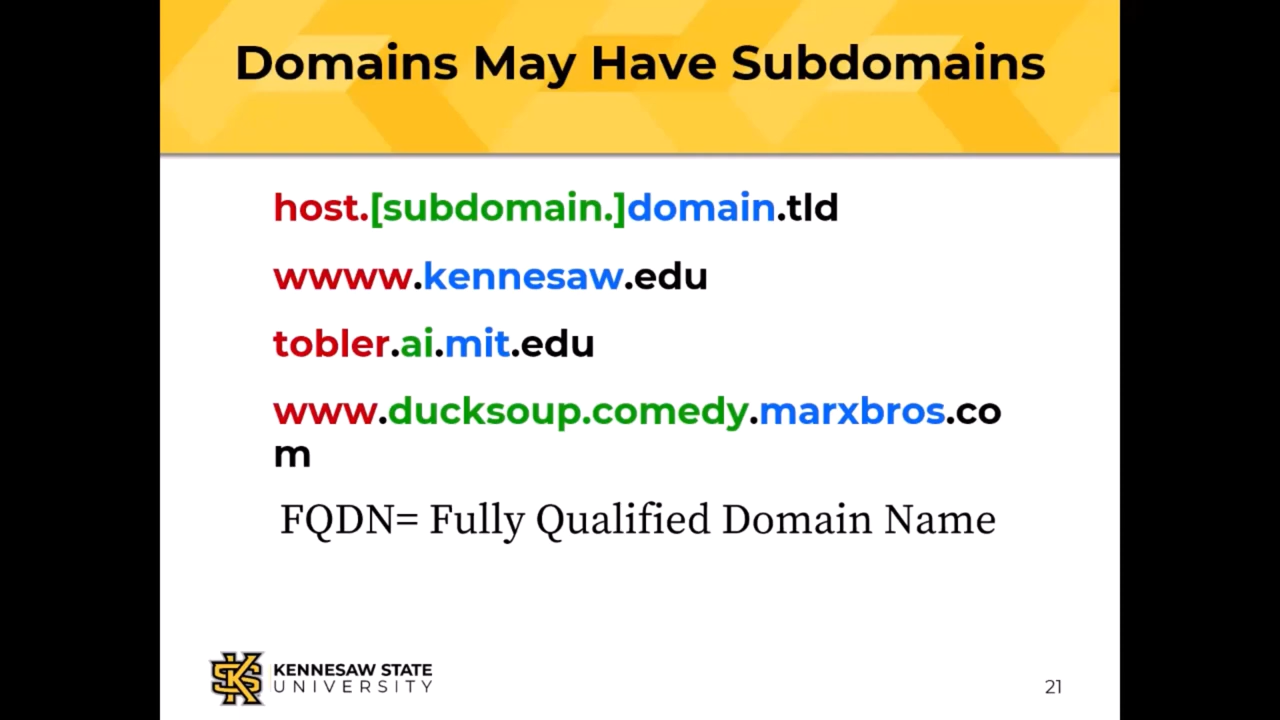 Domains May Have Subdomains
host.[subdomain.]domain.tld
wwww.kennesaw.edu
tobler.ai.mit.edu
www.ducksoup.comedy.marxbros.co
m
FQDN= Fully Qualified Domain Name
KENNESAW STATE
UNIVERSITY
21